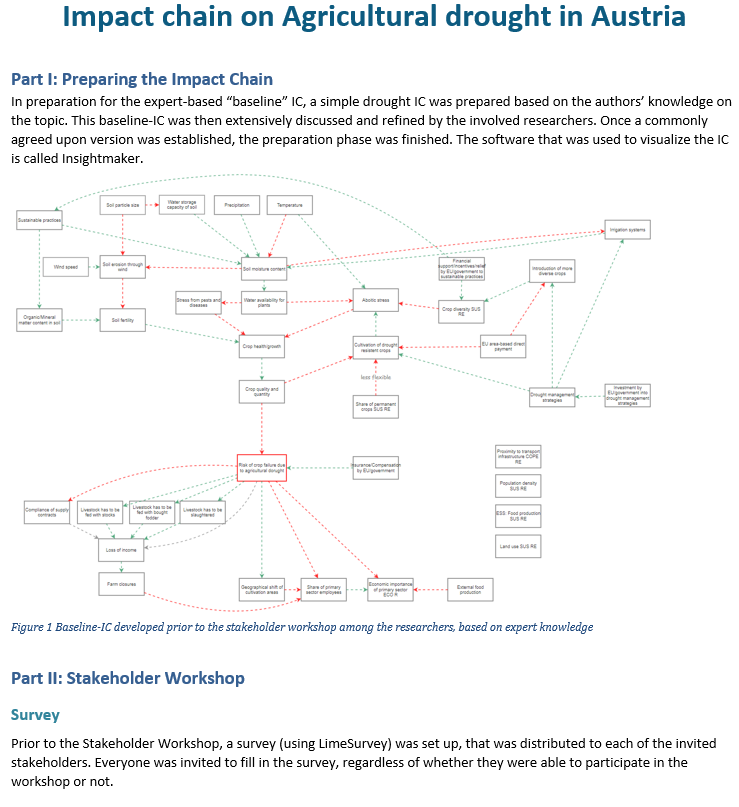 Impact chain on Agricultural drought in Austria
Part I: Preparing the Impact Chain
In preparation for the expert-based “baseline” IC, a simple drought IC was prepared based on the authors’ knowledge on
the topic. This baseline-IC was then extensively discussed and refined by the involved researchers. Once a commonly
agreed upon version was established, the preparation phase was finished. The software that was used to visualize the IC
is called Insightmaker.
Soil particle size
Water storage
capacity of soil
Precipitation
Temperature
Sustainable practices
Irrigation systems
Wind speed
Soil erosion through
wind
Soil moisture content
Financial
support/incentives/relief
by EU/government to
sustainable practices
Introduction of more
diverse crops
Stress from pests and
diseases
Water availability for
plants
Abiotic stress
Crop diversity SUS
RE
Organic/Mineral
matter content in soil
Soil fertility
Crop health/growth
Cultivation of drought
resistent crops
EU area-based direct
payment
less flexible
Crop quality and
quantity
Share of permanent
crops SUS RE
Drought management
strategies
Investment by
EU/government into
drought management
strategies
Risk of crop failure due
to agricultural drought
Insurance/Compensation
by EU/government
Proximity to transport
infrastructure COPE
RE
Population density
SUS RE
Compliance of supply
contracts
Livestock has to be
fed with stocks
Livestock has to be
fed with bought
fodder
Livestock has to be
slaughtered
ESS: Food production
SUS RE
Loss of income
Land use SUS RE
Farm closures
Geographical shift of
cultivation areas
Share of primary
sector employees
Economic importance
of primary sector
ECO R
External food
production
Figure 1 Baseline-IC developed prior to the stakeholder workshop among the researchers, based on expert knowledge
Part II: Stakeholder Workshop
Survey
Prior to the Stakeholder Workshop, a survey (using LimeSurvey) was set up, that was distributed to each of the invited
stakeholders. Everyone was invited to fill in the survey, regardless of whether they were able to participate in the
workshop or not.